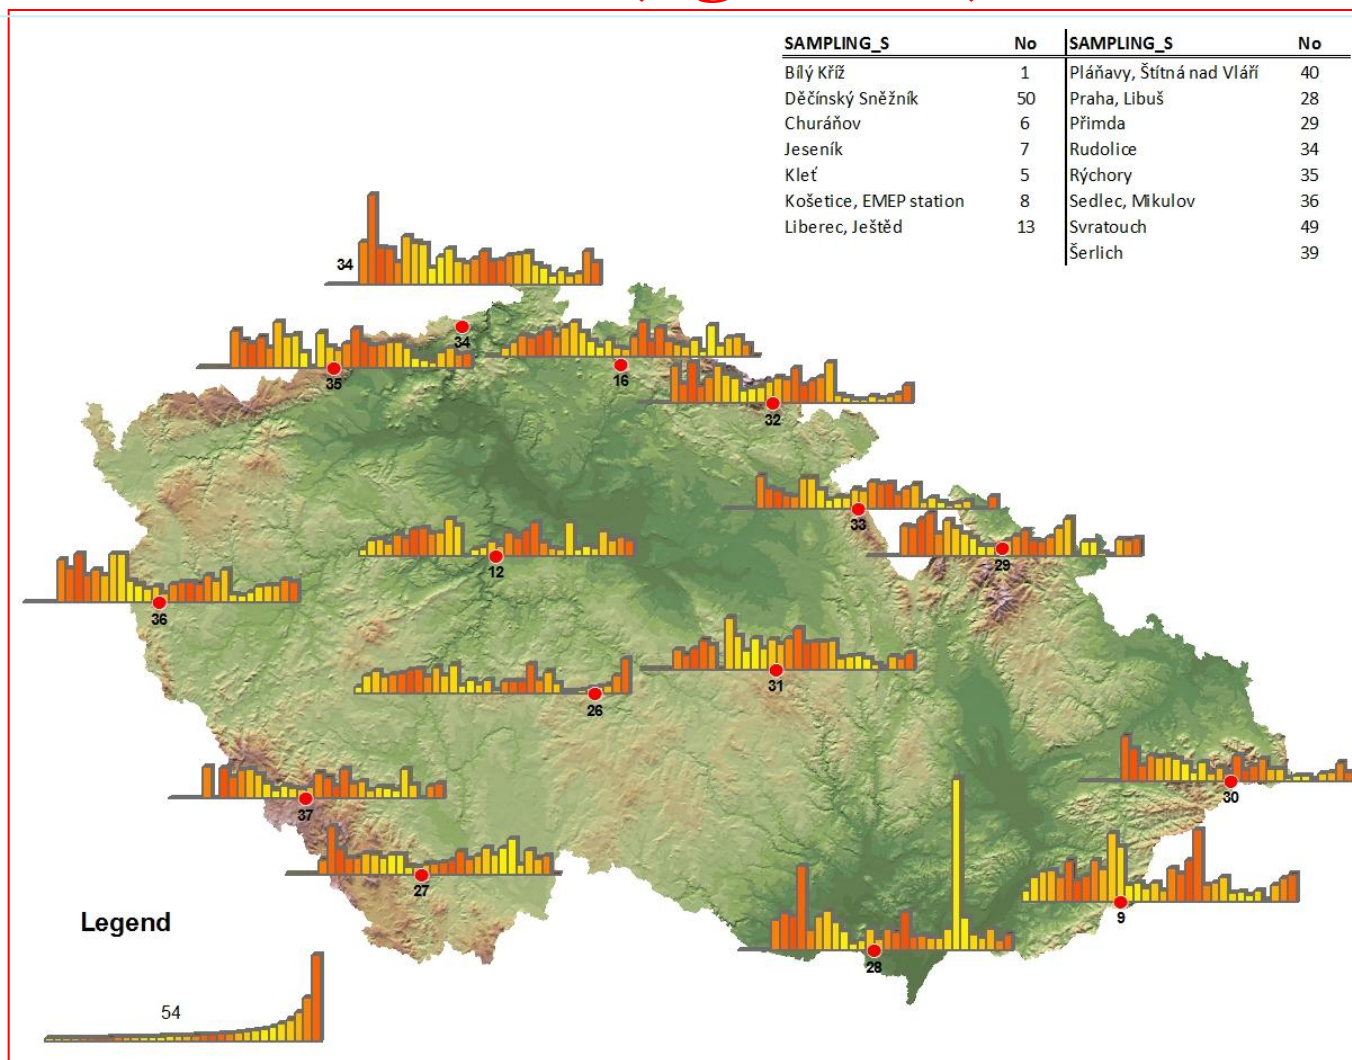 SAMPLING_S No SAMPLING_S No
Bílý Kříž 1 Pláňavy, Štítná nad Vláří 40
Děčínský Sněžník 50 Praha, Libuš 28
Churáňov 6 Přimda 29
Jeseník 7 Rudolice 34
Kleť 5 Rýchory 35
Košetice, EMEP station 8 Sedlec, Mikulov 36
Liberec, Ještěd 13 Svratouch 49
Šerlich 39
34
34
35
16
32
33
29
12
36
31
26
30
37
27
9
28
Legend
54